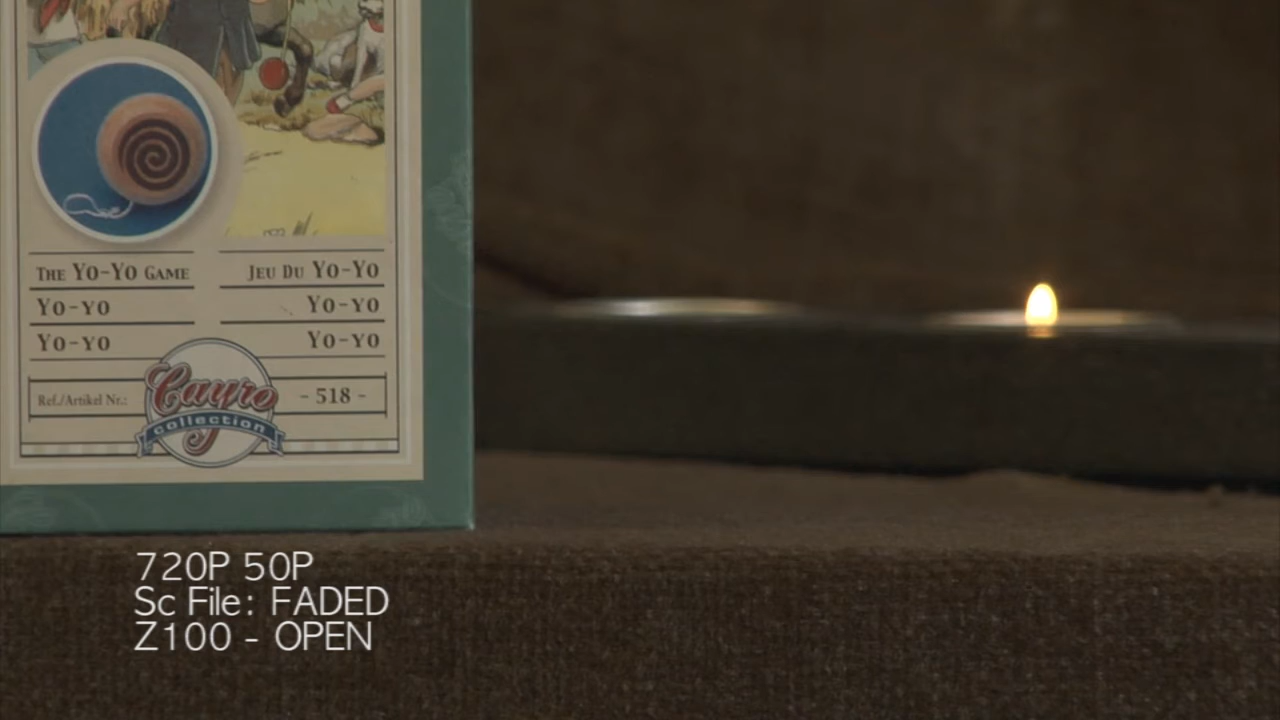 THE YO-YO GAME
JEU DU YO-YO
YO-YO
YO-YO
YO-YO
YO-YO
Ref./Artikel Nr.:
Cayro
collection
- 518 -
720P 50P
Sc File: FADED
Z100 - OPEN